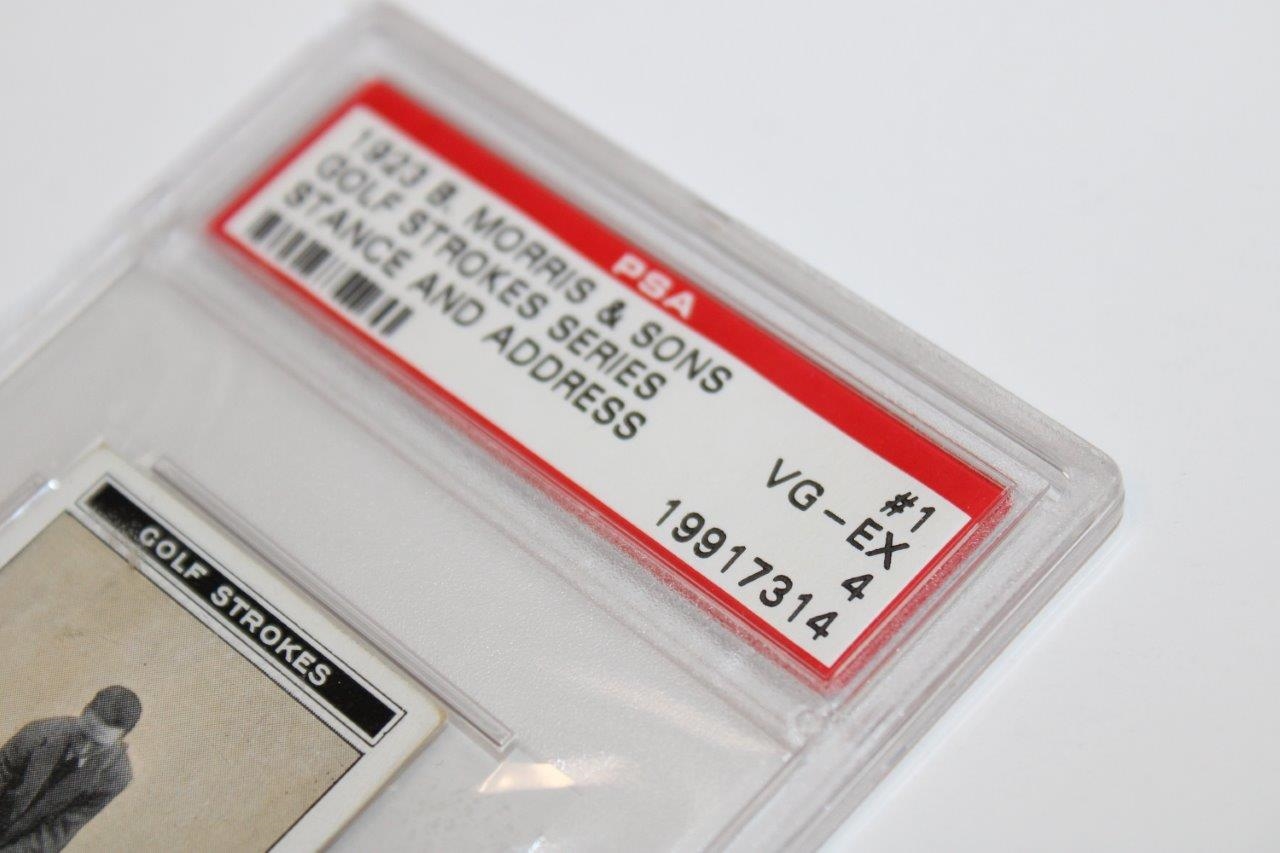 PSA
1923 B. MORRIS & SONS
GOLF STROKES SERIES
STANCE AND ADDRESS
#1
VG-EX
4
19917314
GOLF STROKES